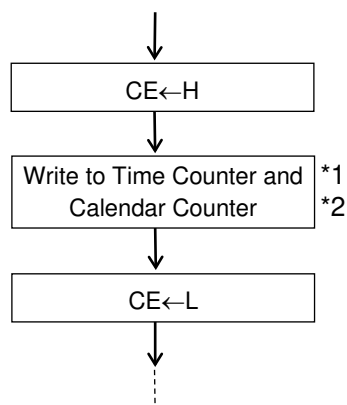 CE←H
Write to Time Counter and *1
Calendar Counter *2
CE←L